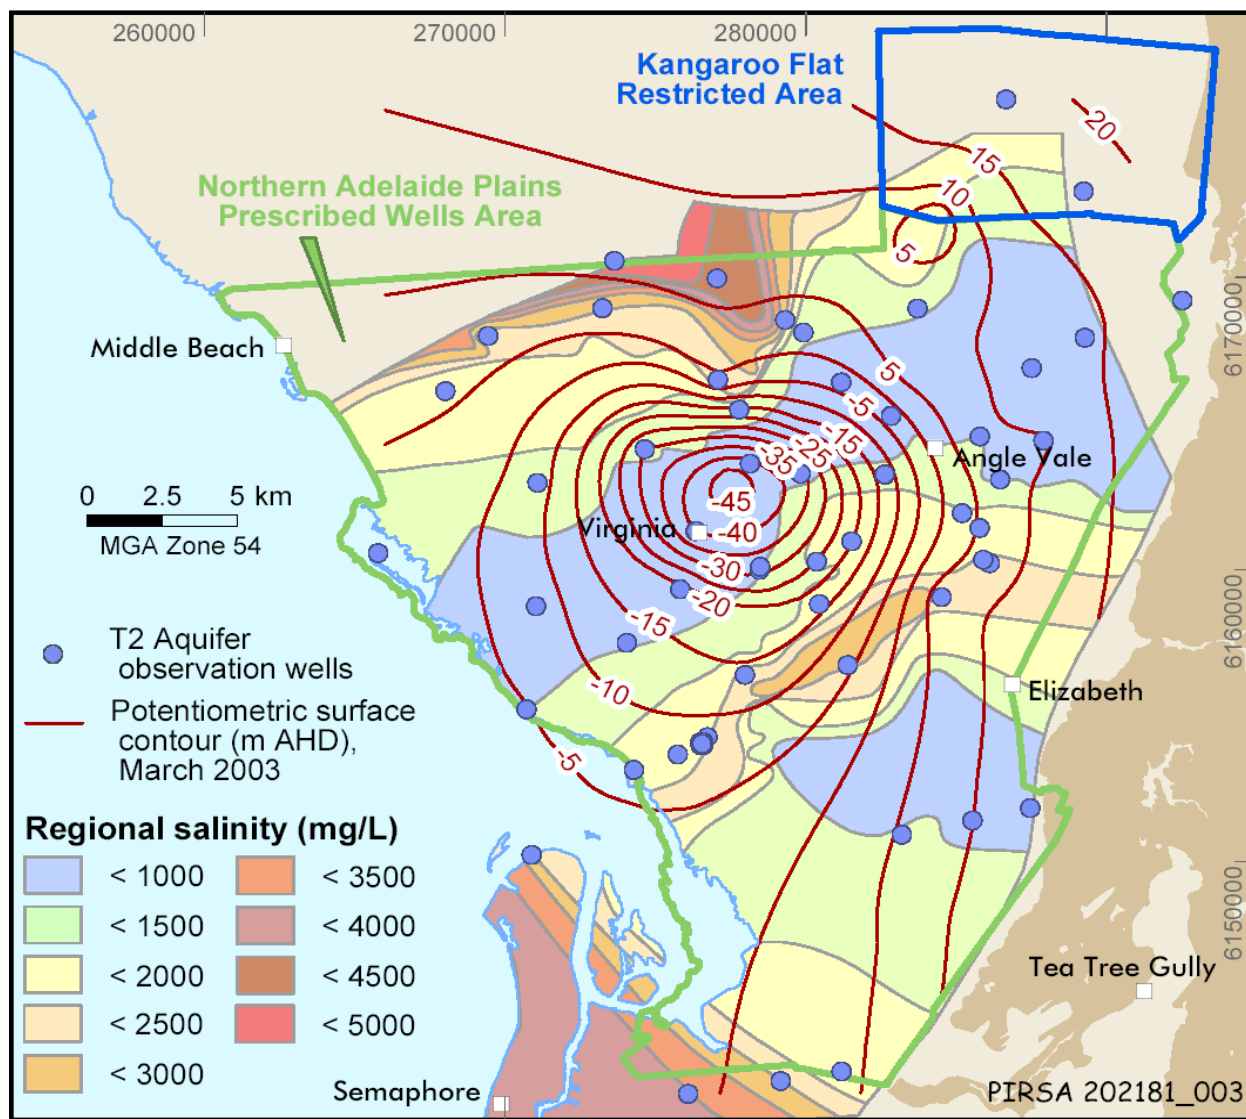 260000
270000
280000
Kangaroo Flat
Restricted Area
20
15
10
5
Northern Adelaide Plains
Prescribed Wells Area
6170000
Middle Beach
5
-5
-15
-25
-35
Angle Vale
-45
0 2.5 5 km
MGA Zone 54
Virginia
-40
-30
-20
-15
6160000
T2 Aquifer
observation wells
-10
Elizabeth
Potentiometric surface
contour (m AHD),
March 2003
-5
Regional salinity (mg/L)
< 1000
< 3500
< 1500
< 4000
< 2000
< 4500
< 2500
< 5000
< 3000
6150000
Tea Tree Gully
Semaphore
PIRSA 202181_003